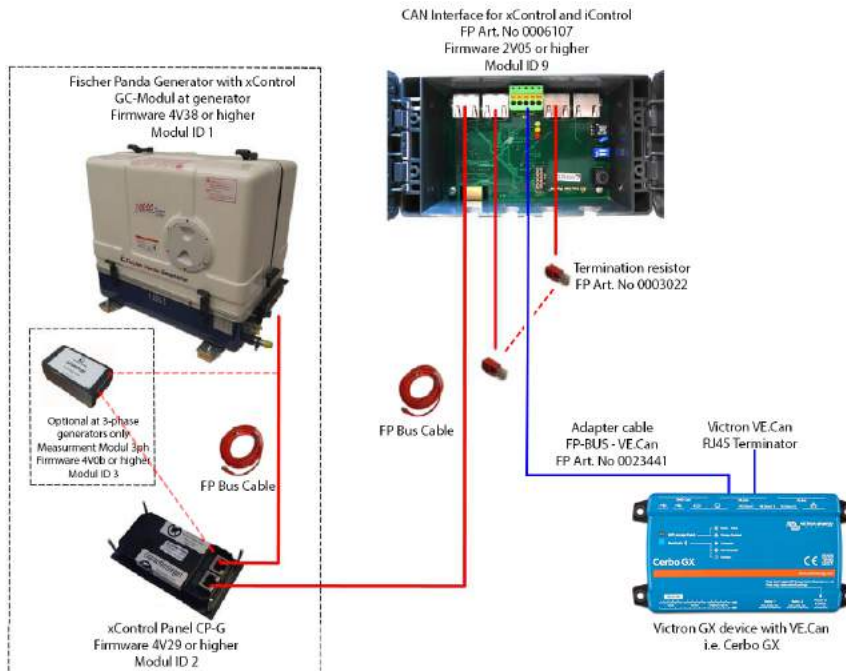 CAN Interface for xControl and iControl
FP Art. No 0006107
Firmware 2V05 or higher
Modul ID 9
Fischer Panda Generator with xControl
GC-Modul at generator
Firmware 4V38 or higher
Modul ID 1
Termination resistor
FP Art. No 0003022
Optional at 3-phase
generators only
Measurment Modul 3ph
Firmware 4V0b or higher
Modul ID 3
FP Bus Cable
FP Bus Cable
Adapter cable
FP-BUS - VE.Can
FP Art. No 0023441
Victron VE.Can
RJ45 Terminator
Cerbo GX
xControl Panel CP-G
Firmware 4V29 or higher
Modul ID 2
Victron GX device with VE.Can
i.e. Cerbo GX